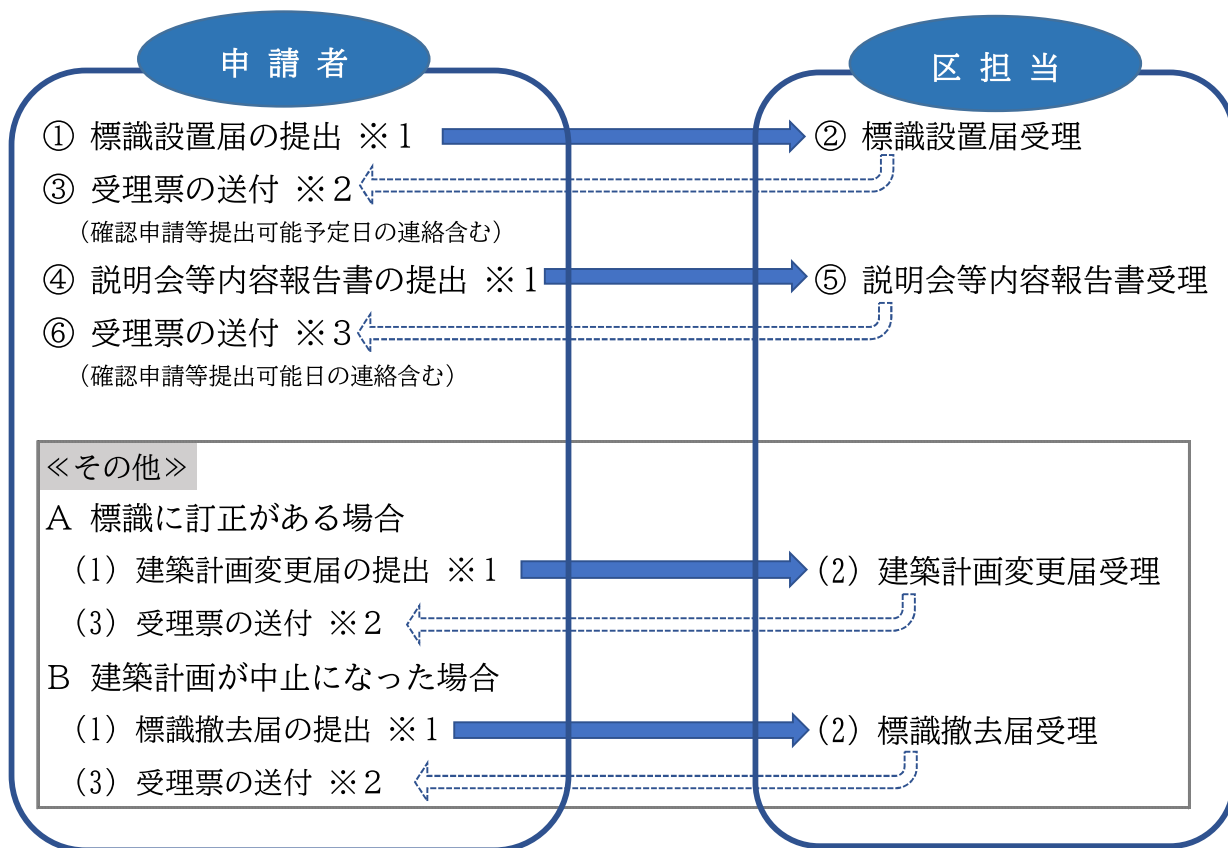 申請者
区担当
① 標識設置届の提出 ※1
② 標識設置届受理
③ 受理票の送付 ※2
（確認申請等提出可能予定日の連絡含む）
④ 説明会等内容報告書の提出 ※1
⑤ 説明会等内容報告書受理
⑥ 受理票の送付 ※3
（確認申請等提出可能日の連絡含む）
≪その他≫
A 標識に訂正がある場合
（1）建築計画変更届の提出 ※1
（2）建築計画変更届受理
（3）受理票の送付 ※2
B 建築計画が中止になった場合
（1）標識撤去届の提出 ※1
（2）標識撤去届受理
（3）受理票の送付 ※2